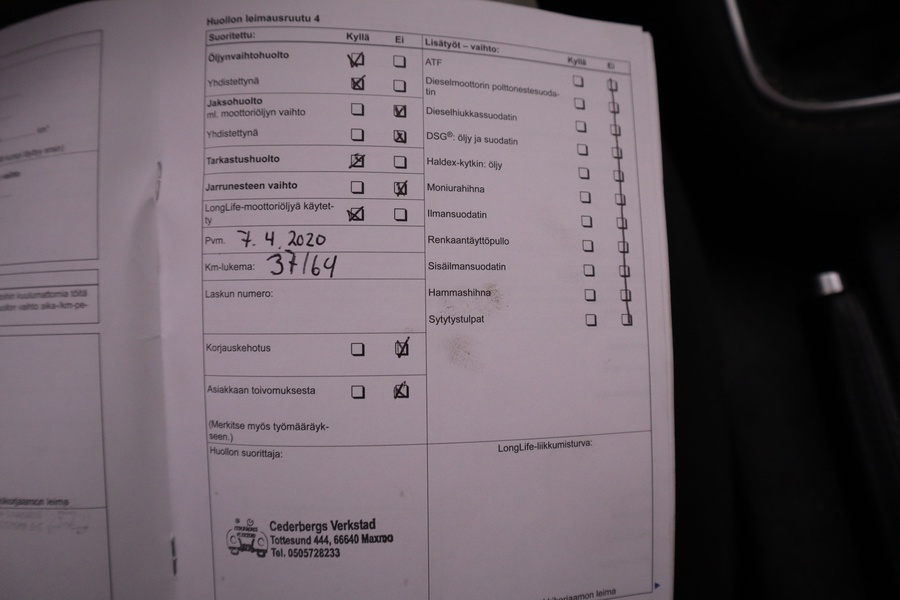 Huollon leimausruutu 4
Suoritettu: Kyllä Ei
Öljynvaihtohuolto
Yhdistettynä
Jaksohuolto
ml. moottoriöljyn vaihto
Yhdistettynä
Tarkastushuolto
Jarrunesteen vaihto
LongLife-moottoriöljyä käytet-
ty
Pvm. 7. 4. 2020
Km-lukema: 37164
Laskun numero:
Korjauskehotus
Asiakkaan toivomuksesta
(Merkitse myös työmääräyk-
seen.)
Huollon suorittaja:
Cederbergs Verkstad
Tottesund 444, 66640 Maxmo
Tel. 0505728233
Lisätyöt – vaihto: Kyllä Ei
ATF
Dieselmoottorin polttonestesuoda-
tin
Dieselhiukkassuodatin
DSG®: öljy ja suodatin
Haldex-kytkin: öljy
Moniurahihna
Ilmansuodatin
Renkaantäyttöpullo
Sisäilmansuodatin
Hammashihna
Sytytystulpat
LongLife-liikkumisturva: